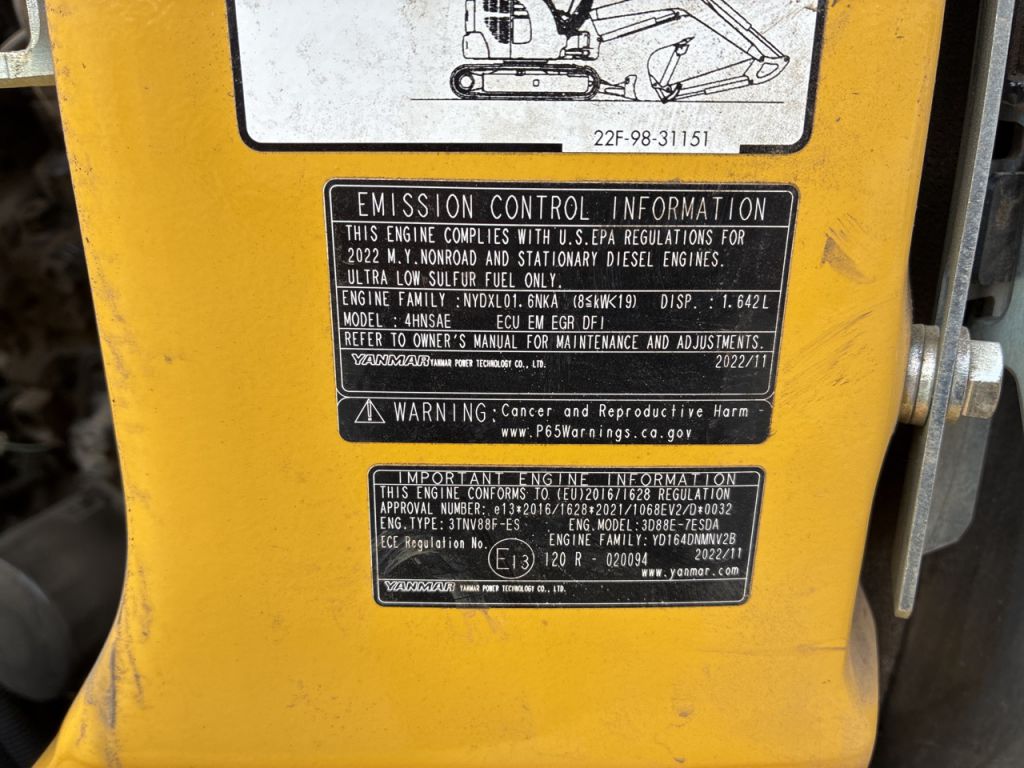 22F-98-31151
EMISSION CONTROL INFORMATION
THIS ENGINE COMPLIES WITH U.S.EPA REGULATIONS FOR
2022 M.Y.NONROAD AND STATIONARY DIESEL ENGINES.
ULTRA LOW SULFUR FUEL ONLY.
ENGINE FAMILY :NYDXL01.6NKA (8≤kW<19) DISP. : 1.642L
MODEL : 4HNSAE ECU EM EGR DFI
REFER TO OWNER'S MANUAL FOR MAINTENANCE AND ADJUSTMENTS.
YANMAR YANMAR POWER TECHNOLOGY CO., LTD. 2022/11
WARNING: Cancer and Reproductive Harm -
www.P65Warnings.ca.gov
IMPORTANT ENGINE INFORMATION
THIS ENGINE CONFORMS TO (EU)2016/1628 REGULATION
APPROVAL NUMBER: e13*2016/1628*2021/1068EV2/D*0032
ENG.TYPE: 3TNV88F-ES ENG.MODEL: 3D88E-7ESDA
ENGINE FAMILY: YD164DNMNV2B
ECE Regulation No. E13 120 R - 020094 2022/11
www.yanmar.com
YANMAR YANMAR POWER TECHNOLOGY CO., LTD.